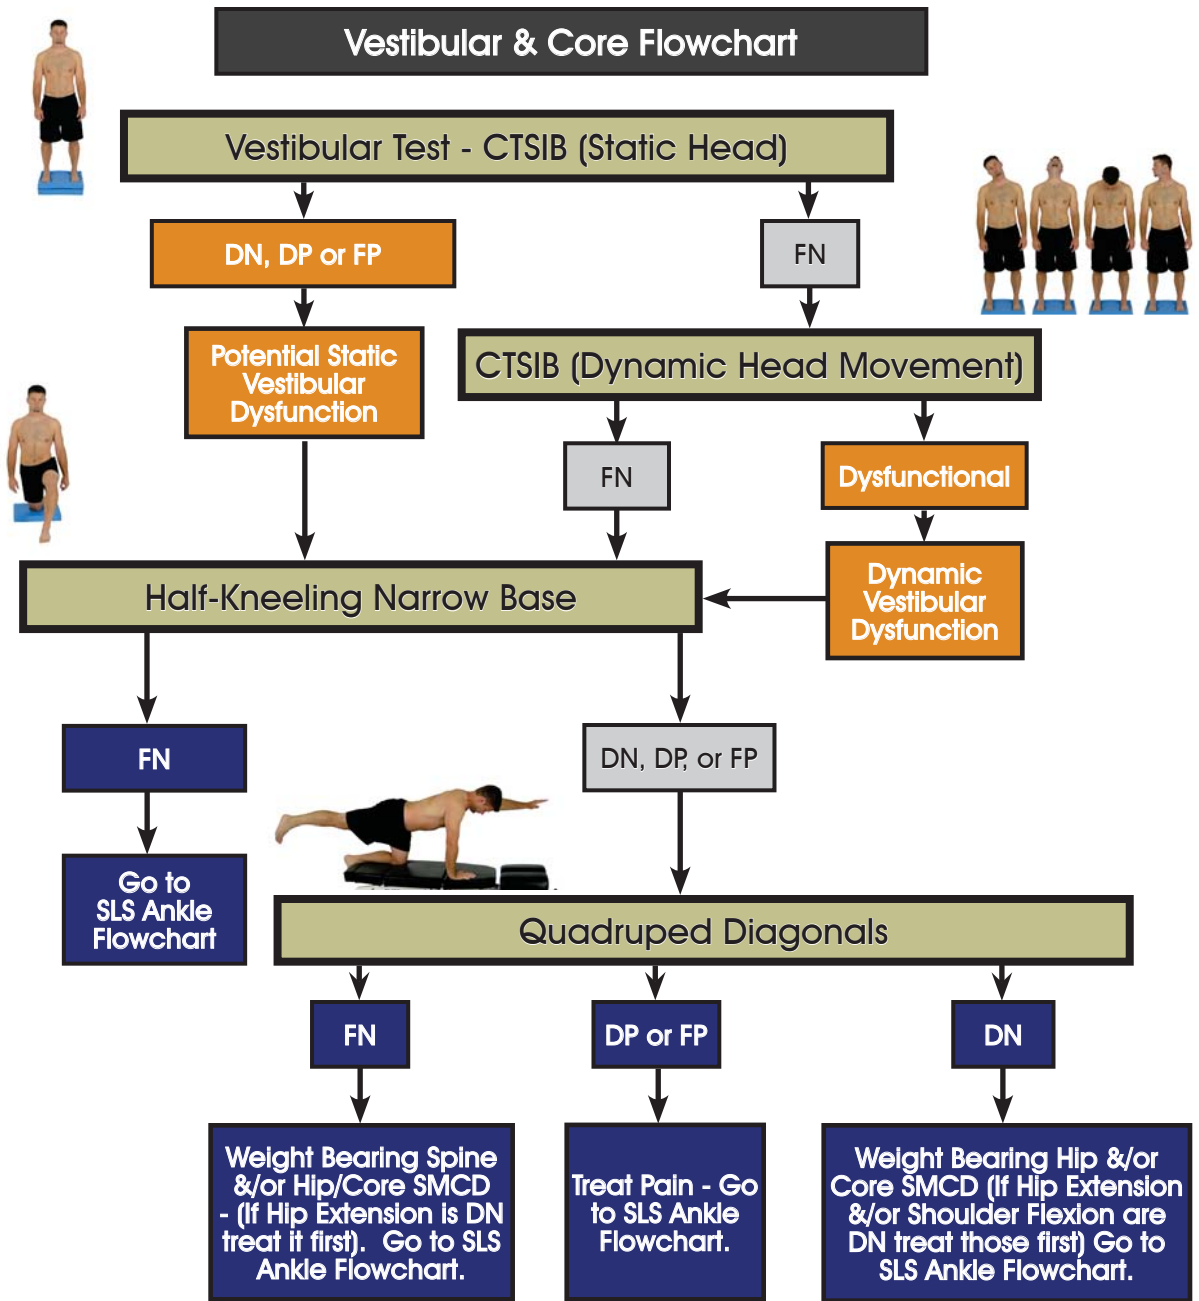 Vestibular & Core Flowchart
Vestibular Test - CTSIB (Static Head)
DN, DP or FP
FN
Potential Static
Vestibular
Dysfunction
CTSIB (Dynamic Head Movement)
FN
Dysfunctional
Dynamic
Vestibular
Dysfunction
Half-Kneeling Narrow Base
FN
DN, DP, or FP
Go to
SLS Ankle
Flowchart
Quadruped Diagonals
FN
DP or FP
DN
Weight Bearing Spine
&/or Hip/Core SMCD
- (If Hip Extension is DN
treat it first).  Go to SLS
Ankle Flowchart.
Treat Pain - Go
to SLS Ankle
Flowchart.
Weight Bearing Hip &/or
Core SMCD (If Hip Extension
&/or Shoulder Flexion are
DN treat those first) Go to
SLS Ankle Flowchart.